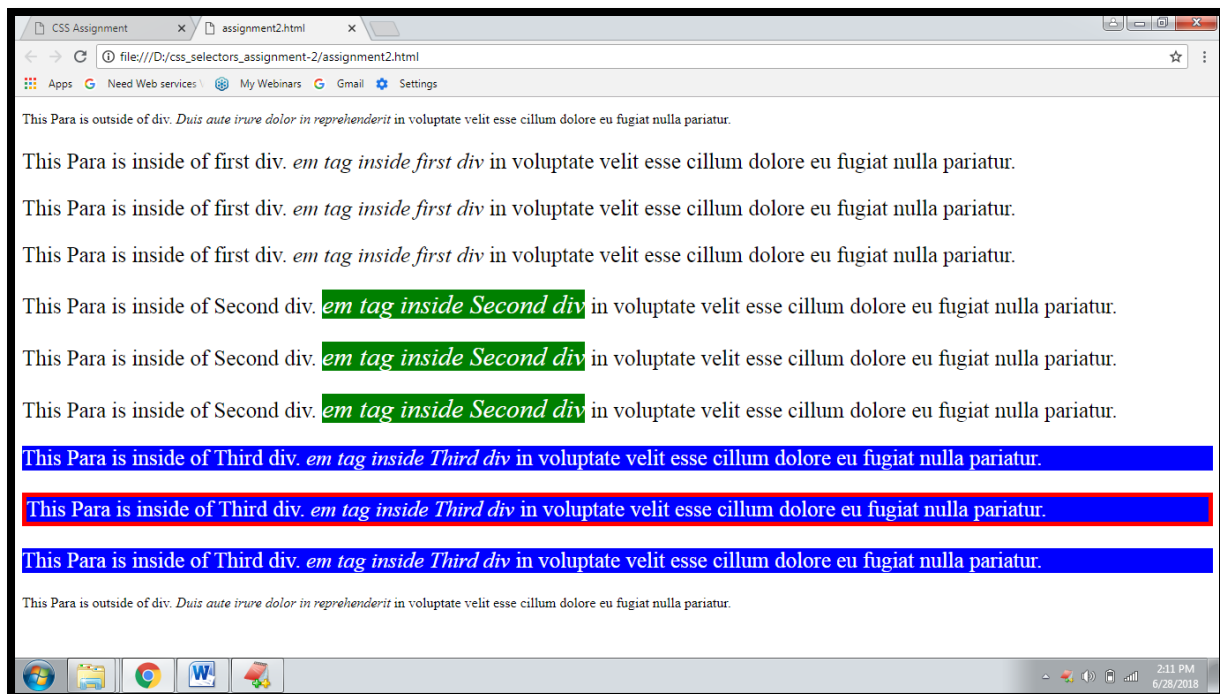 CSS Assignment
assignment2.html
file:///D:/css_selectors_assignment-2/assignment2.html
Apps
Need Web services \
My Webinars
Gmail
Settings
This Para is outside of div. Duis aute irure dolor in reprehenderit in voluptate velit esse cillum dolore eu fugiat nulla pariatur.
This Para is inside of first div. em tag inside first div in voluptate velit esse cillum dolore eu fugiat nulla pariatur.
This Para is inside of first div. em tag inside first div in voluptate velit esse cillum dolore eu fugiat nulla pariatur.
This Para is inside of first div. em tag inside first div in voluptate velit esse cillum dolore eu fugiat nulla pariatur.
This Para is inside of Second div. em tag inside Second div in voluptate velit esse cillum dolore eu fugiat nulla pariatur.
This Para is inside of Second div. em tag inside Second div in voluptate velit esse cillum dolore eu fugiat nulla pariatur.
This Para is inside of Second div. em tag inside Second div in voluptate velit esse cillum dolore eu fugiat nulla pariatur.
This Para is inside of Third div. em tag inside Third div in voluptate velit esse cillum dolore eu fugiat nulla pariatur.
This Para is inside of Third div. em tag inside Third div in voluptate velit esse cillum dolore eu fugiat nulla pariatur.
This Para is inside of Third div. em tag inside Third div in voluptate velit esse cillum dolore eu fugiat nulla pariatur.
This Para is outside of div. Duis aute irure dolor in reprehenderit in voluptate velit esse cillum dolore eu fugiat nulla pariatur.
2:11 PM
6/28/2018